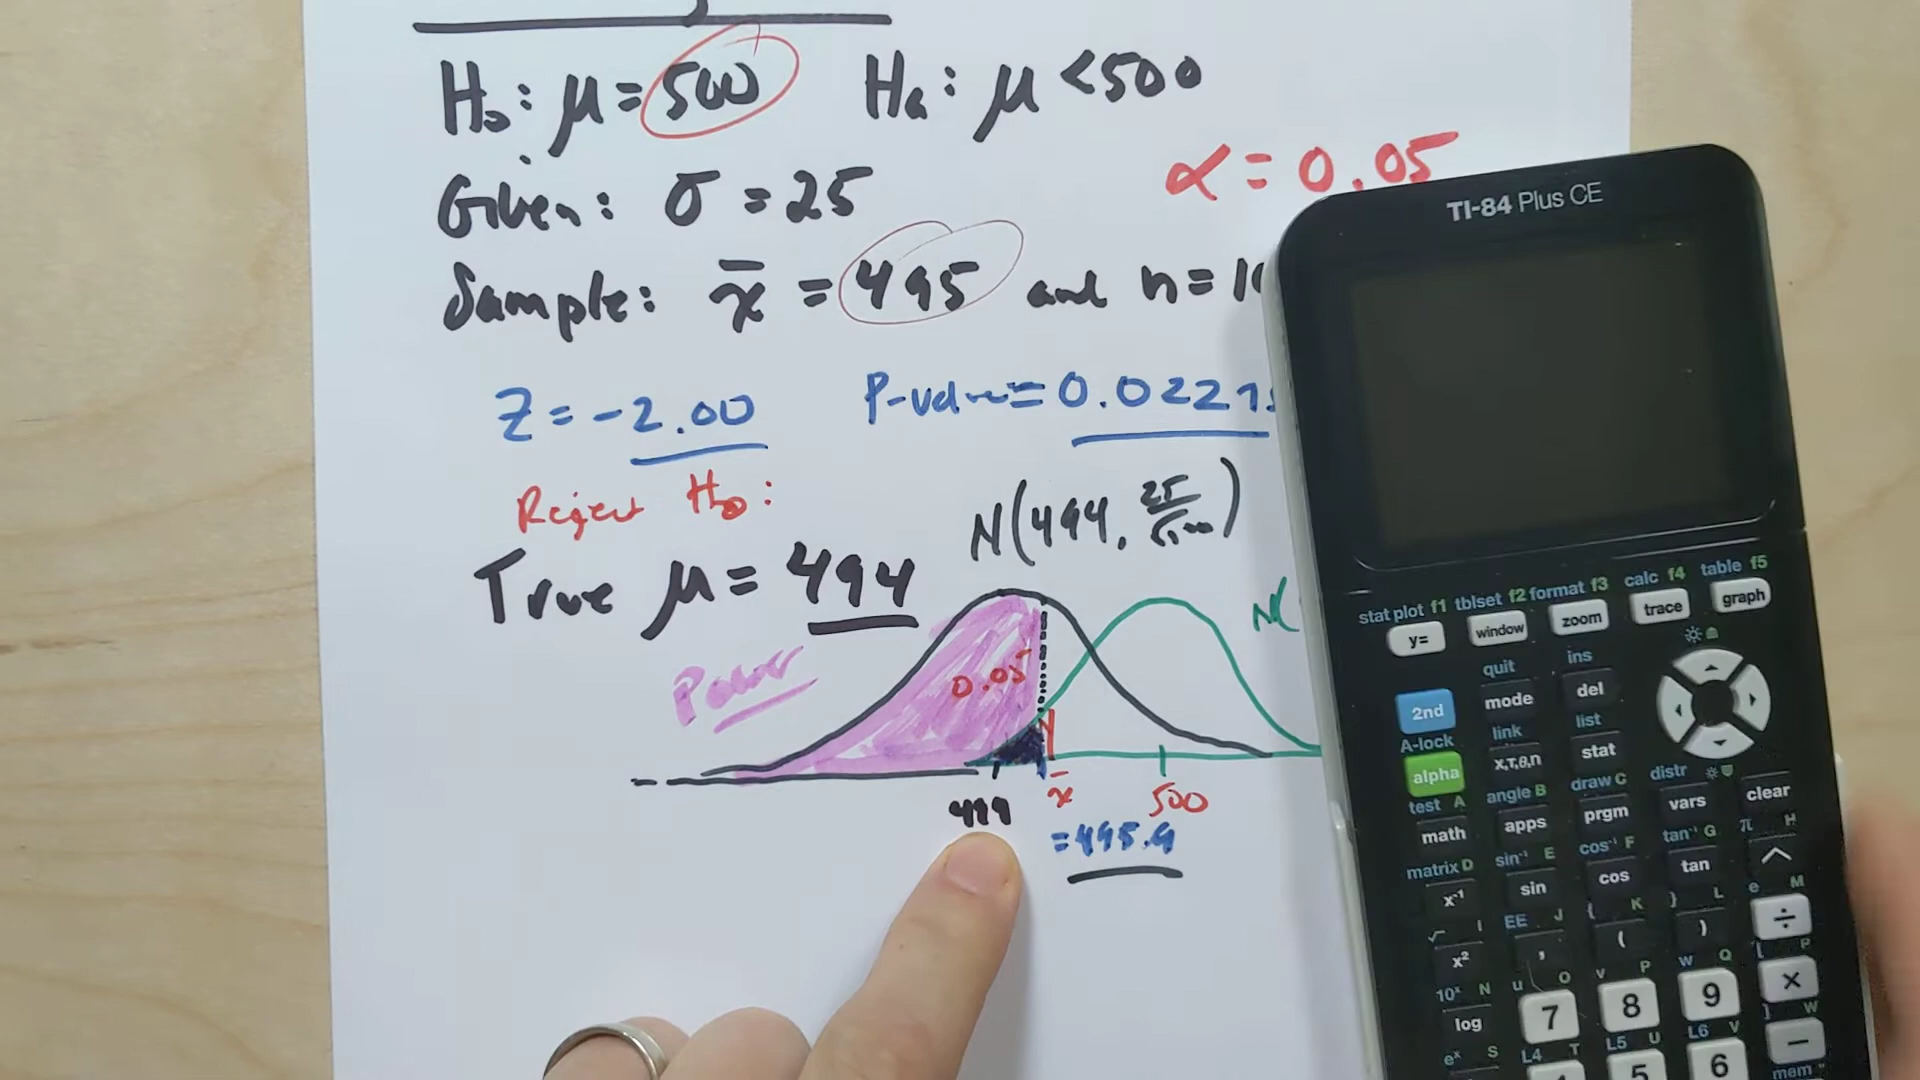 H₀: μ = 500 Ha: μ < 500
Given: σ = 25
α = 0.05
Sample: x̄ = 495 and n = 1
Z = -2.00 P-value = 0.0227
Reject H₀:
N(494, 25/√100)
True μ = 494
N(
Power
0.05
494 x̄ 500
= 495.9
TI-84 Plus CE
stat plot f1 tblset f2 format f3 calc f4 table f5
y= window zoom trace graph
quit ins
2nd mode del
A-lock link list
alpha X,T,θ,n stat
test A angle B draw C distr
math apps prgm vars clear
matrix D sin⁻¹ E cos⁻¹ F tan⁻¹ G π H
x⁻¹ sin cos tan ^
√ I EE J { K } L e M
x² , ( ) ÷
10ˣ N u O v P w Q [
log 7 8 9 ×
eˣ S L4 T L5 U L6 V ] W
5 6 −
mem "